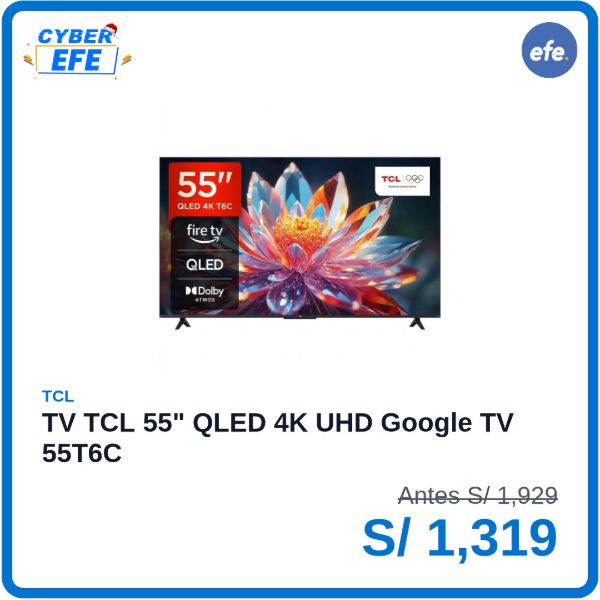 CYBER
EFE
efe.
55"
QLED 4K T6C
TCL
fire tv
QLED
Dolby
ATMOS
TCL
TV TCL 55" QLED 4K UHD Google TV
55T6C
Antes S/ 1,929
S/ 1,319